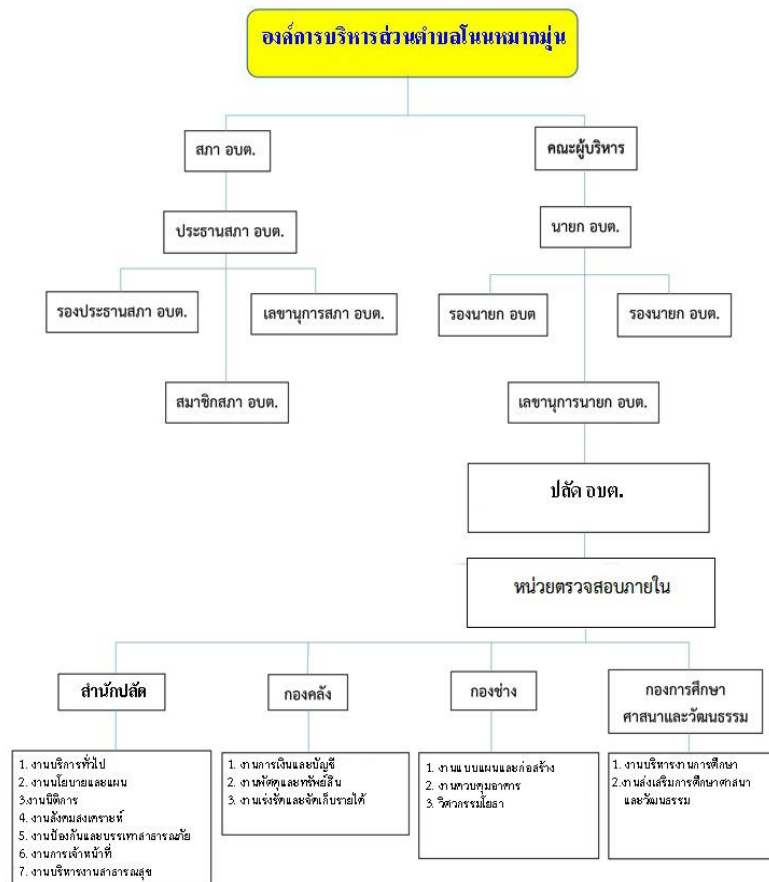 องค์การบริหารส่วนตำบลโนนหมากมุ่น
สภา อบต.
คณะผู้บริหาร
ประธานสภา อบต.
นายก อบต.
รองประธานสภา อบต.
เลขานุการสภา อบต.
รองนายก อบต
รองนายก อบต.
สมาชิกสภา อบต.
เลขานุการนายก อบต.
ปลัด อบต.
หน่วยตรวจสอบภายใน
สำนักปลัด
กองคลัง
กองช่าง
กองการศึกษา
ศาสนาและวัฒนธรรม
1. งานบริการทั่วไป
2. งานนโยบายและแผน
3งานนิติการ
4. งานสังคมสงเคราะห์
5. งานป้องกันและบรรเทาสาธารณภัย
6. งานการเจ้าหน้าที่
7. งานบริหารงานสาธารณสุข
1. งานการเงินและบัญชี
2. งานพัสดุและทรัพย์สิน
3. งานเร่งรัดและจัดเก็บรายได้
1. งานแบบแผนและก่อสร้าง
2. งานควบคุมอาคาร
3. วิศวกรรมโยธา
1. งานบริหารงานการศึกษา
2.งานส่งเสริมการศึกษาศาสนา
และวัฒนธรรม